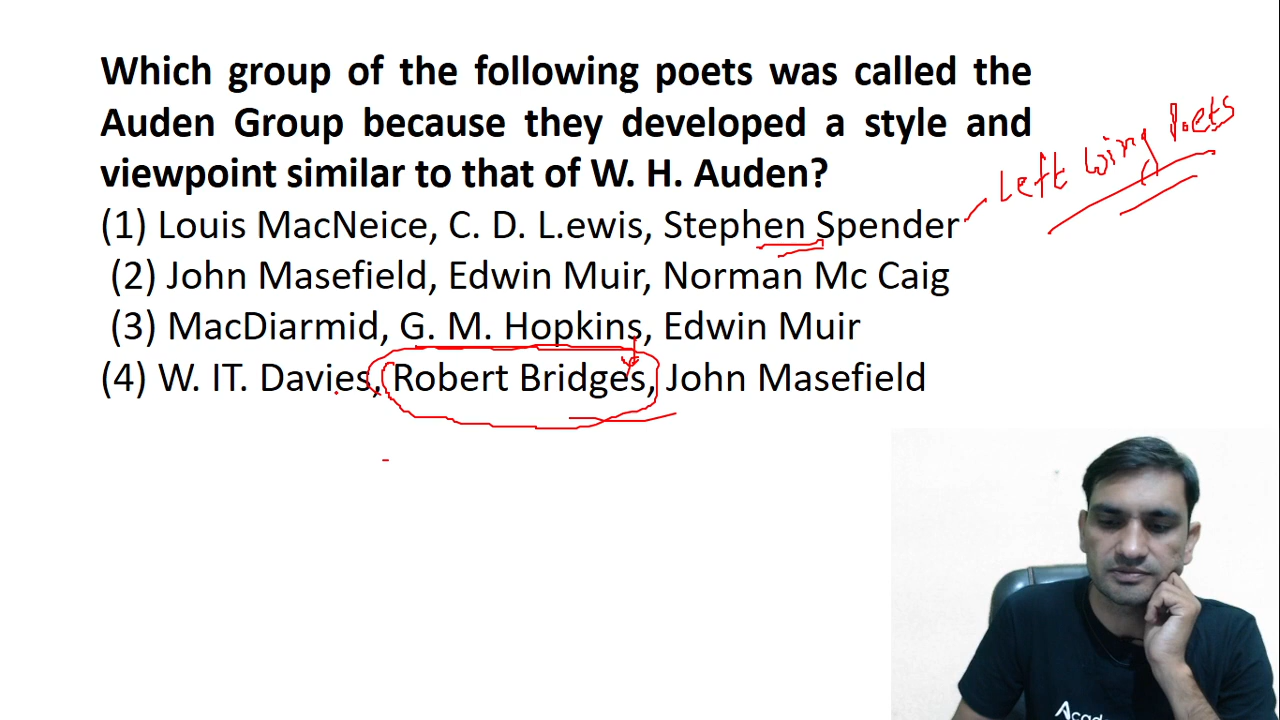 Which group of the following poets was called the
Auden Group because they developed a style and
viewpoint similar to that of W. H. Auden?
Left wing Poets
(1) Louis MacNeice, C. D. L.ewis, Stephen Spender
(2) John Masefield, Edwin Muir, Norman Mc Caig
(3) MacDiarmid, G. M. Hopkins, Edwin Muir
(4) W. IT. Davies, Robert Bridges, John Masefield